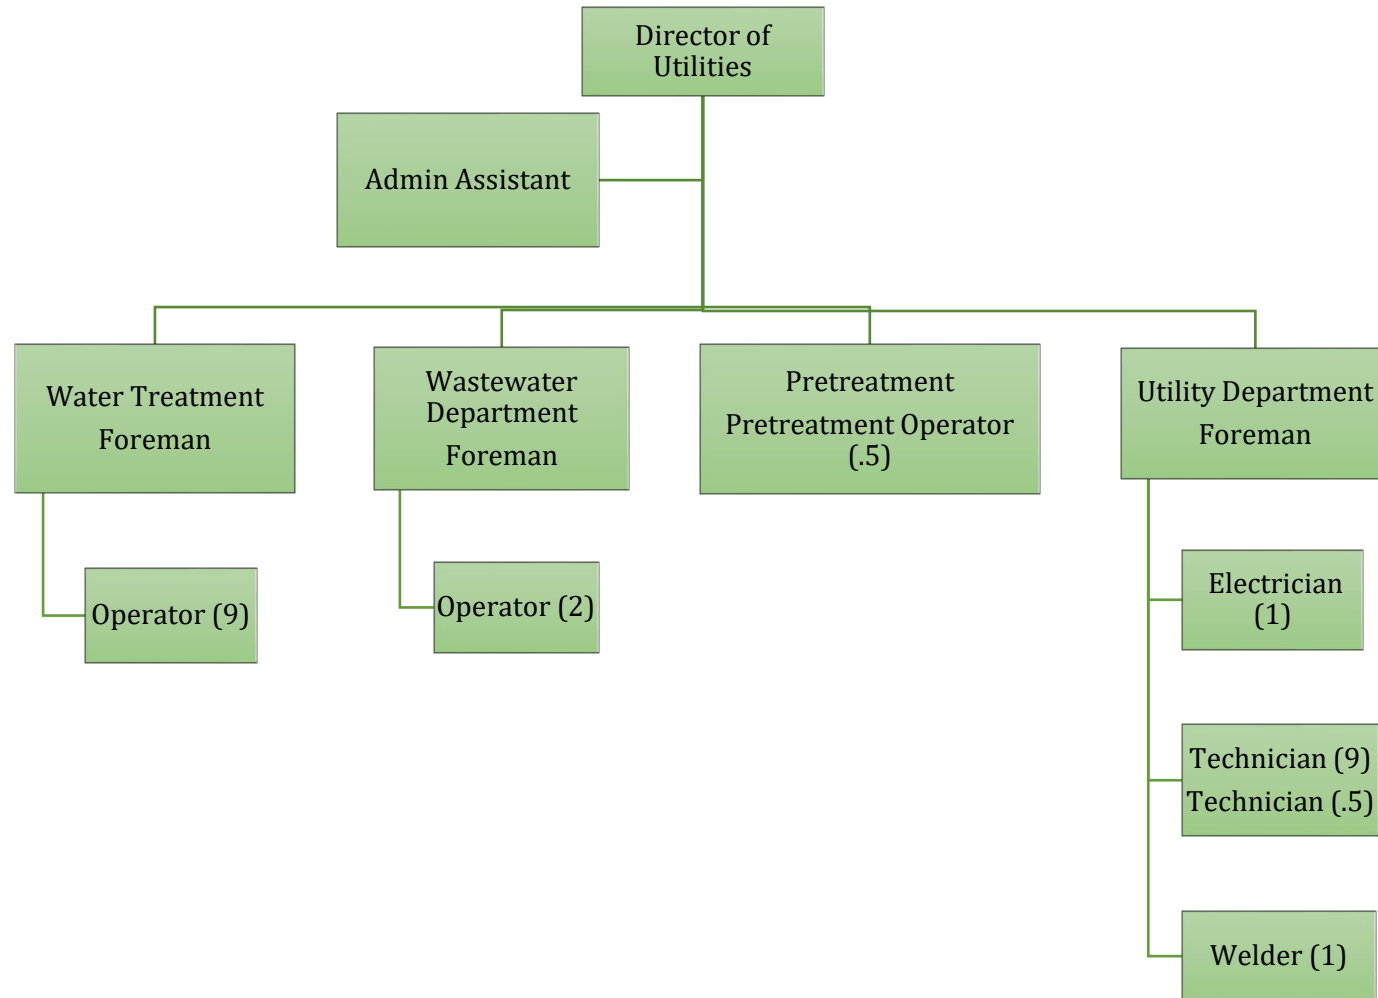 Director of
Utilities
Admin Assistant
Water Treatment
Foreman
Wastewater
Department
Foreman
Pretreatment
Pretreatment Operator
(.5)
Utility Department
Foreman
Operator (9)
Operator (2)
Electrician
(1)
Technician (9)
Technician (.5)
Welder (1)